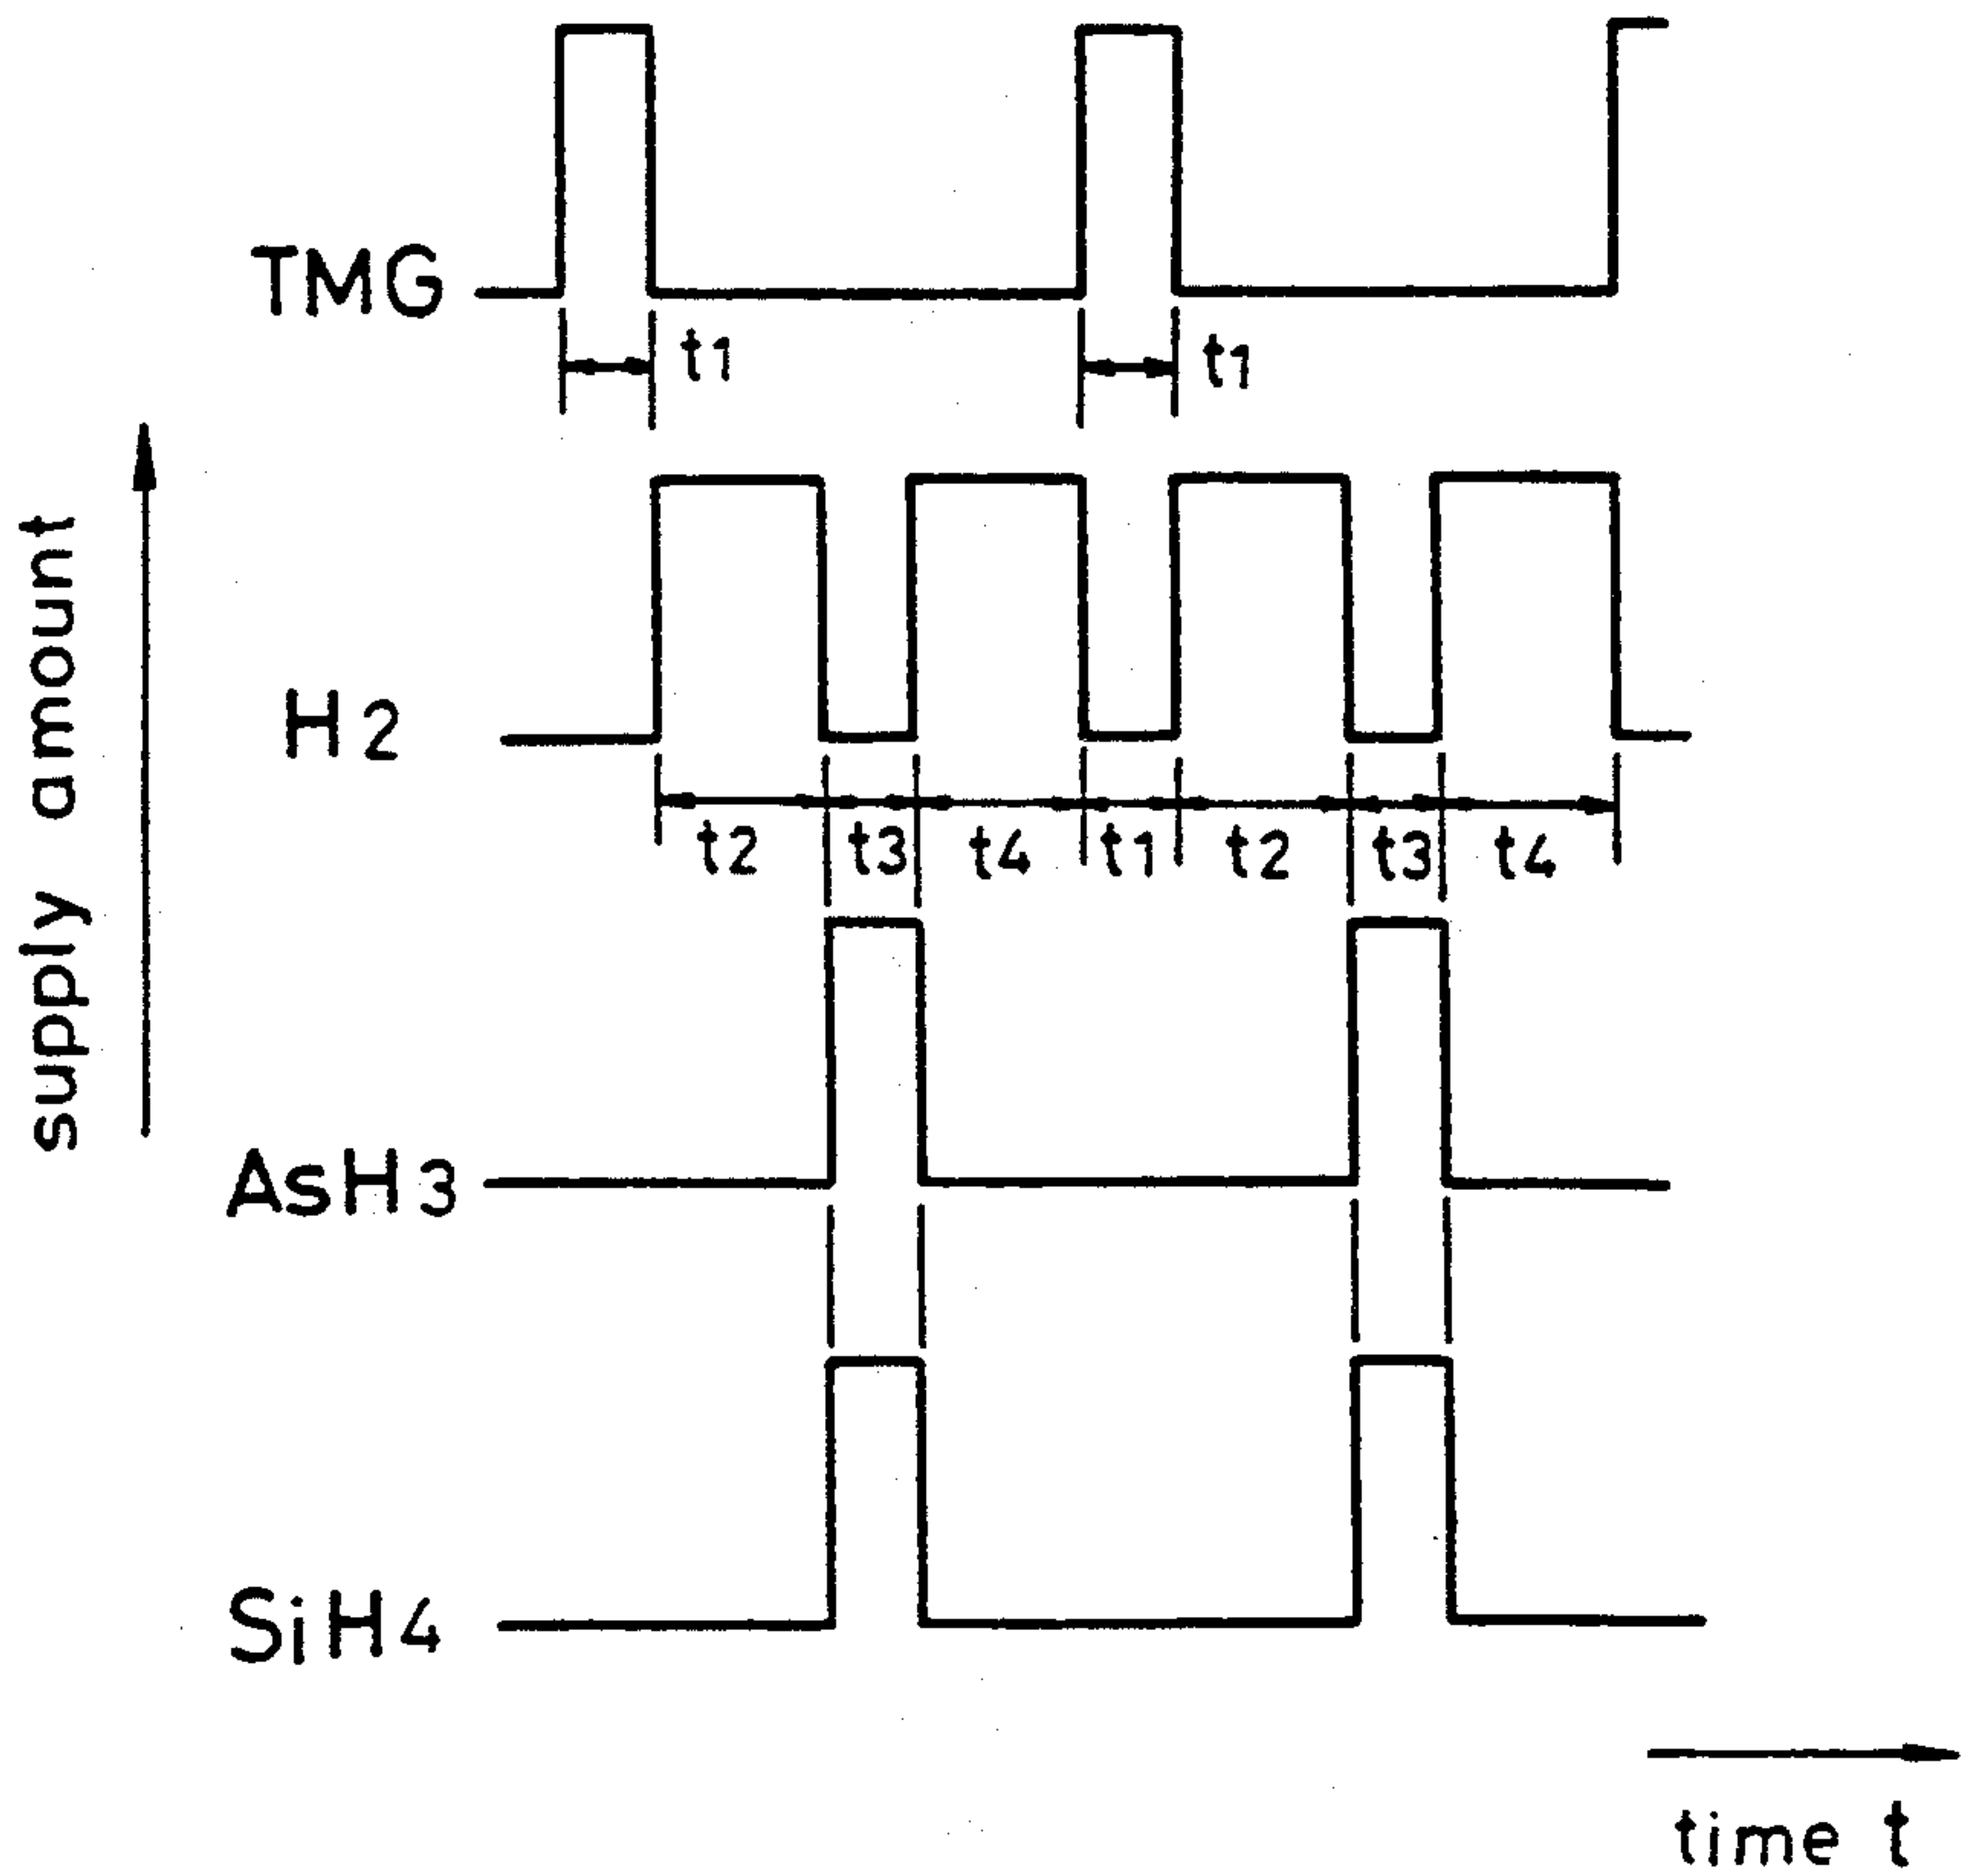 TMG
t1 t1
supply amount
H2
t2 t3 t4 t1 t2 t3 t4
AsH3
SiH4
time t